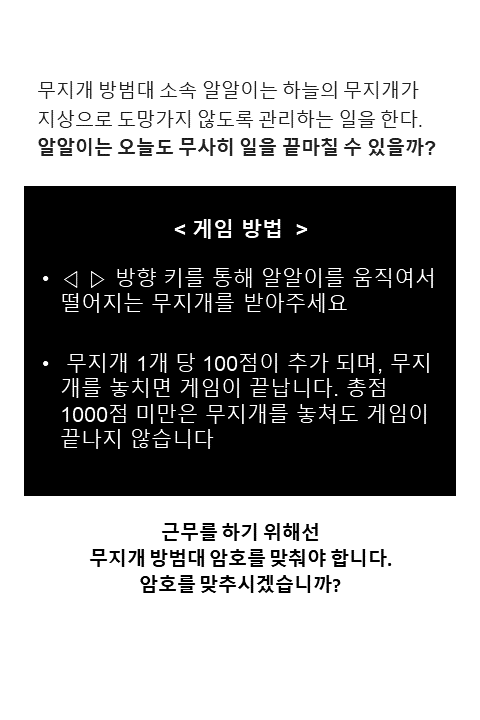 무지개 방범대 소속 알알이는 하늘의 무지개가
지상으로 도망가지 않도록 관리하는 일을 한다.
알알이는 오늘도 무사히 일을 끝마칠 수 있을까?
< 게임 방법 >
• ◁ ▷ 방향 키를 통해 알알이를 움직여서
떨어지는 무지개를 받아주세요
• 무지개 1개 당 100점이 추가 되며, 무지
개를 놓치면 게임이 끝납니다. 총점
1000점 미만은 무지개를 놓쳐도 게임이
끝나지 않습니다
근무를 하기 위해선
무지개 방범대 암호를 맞춰야 합니다.
암호를 맞추시겠습니까?